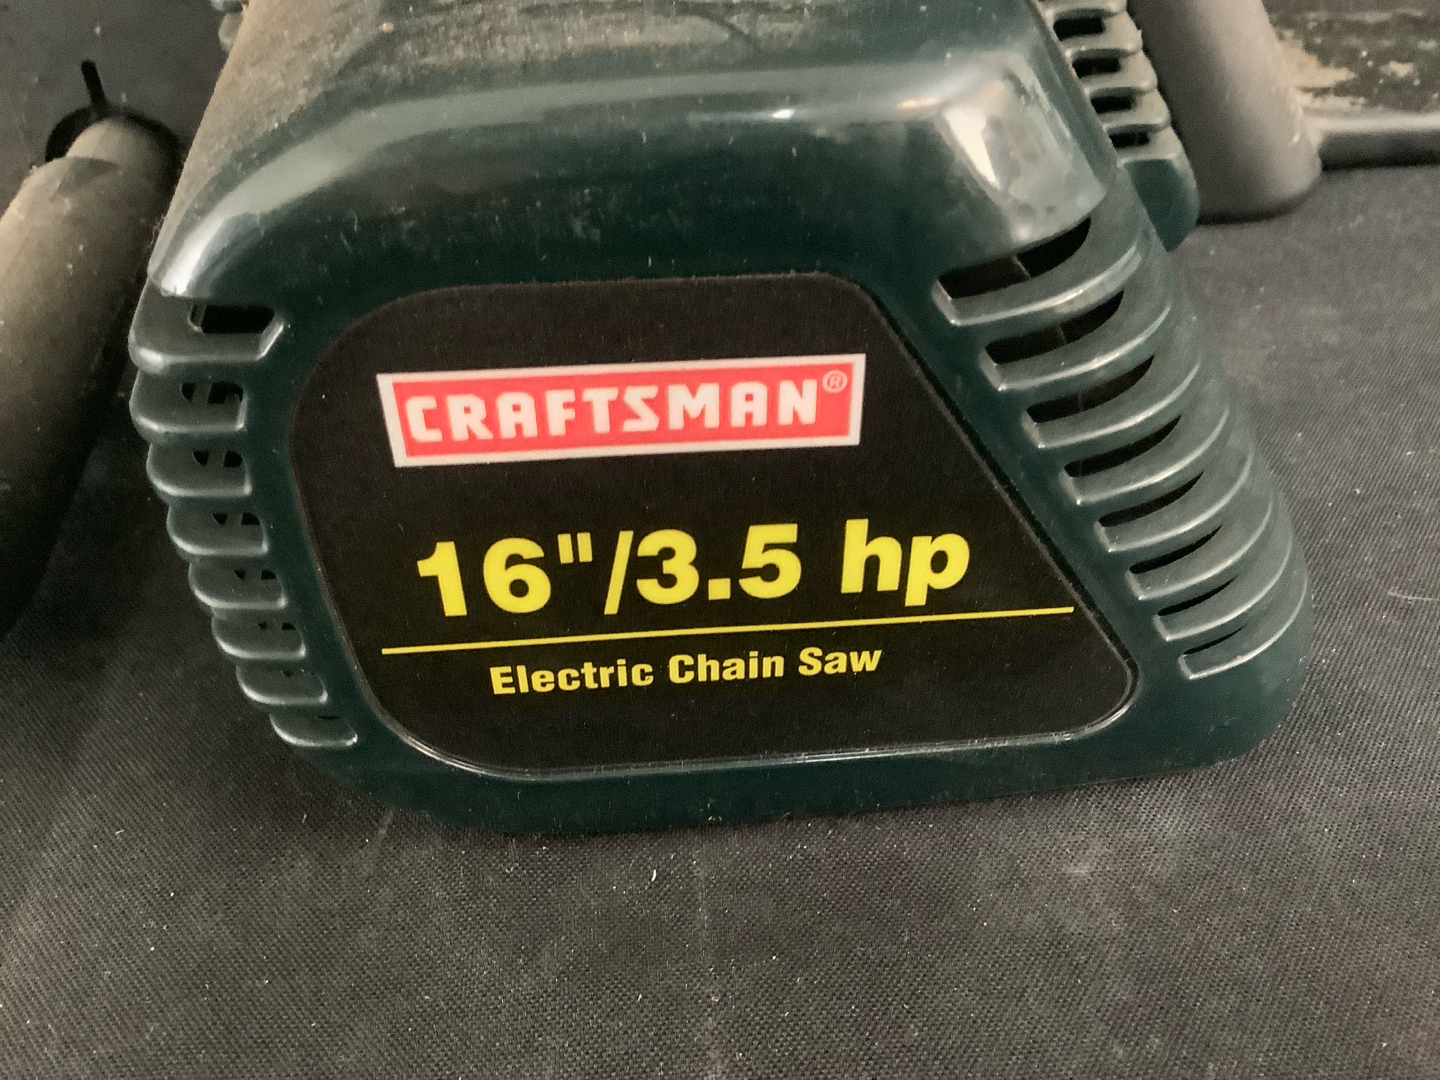 CRAFTSMAN®
16"/3.5 hp
Electric Chain Saw